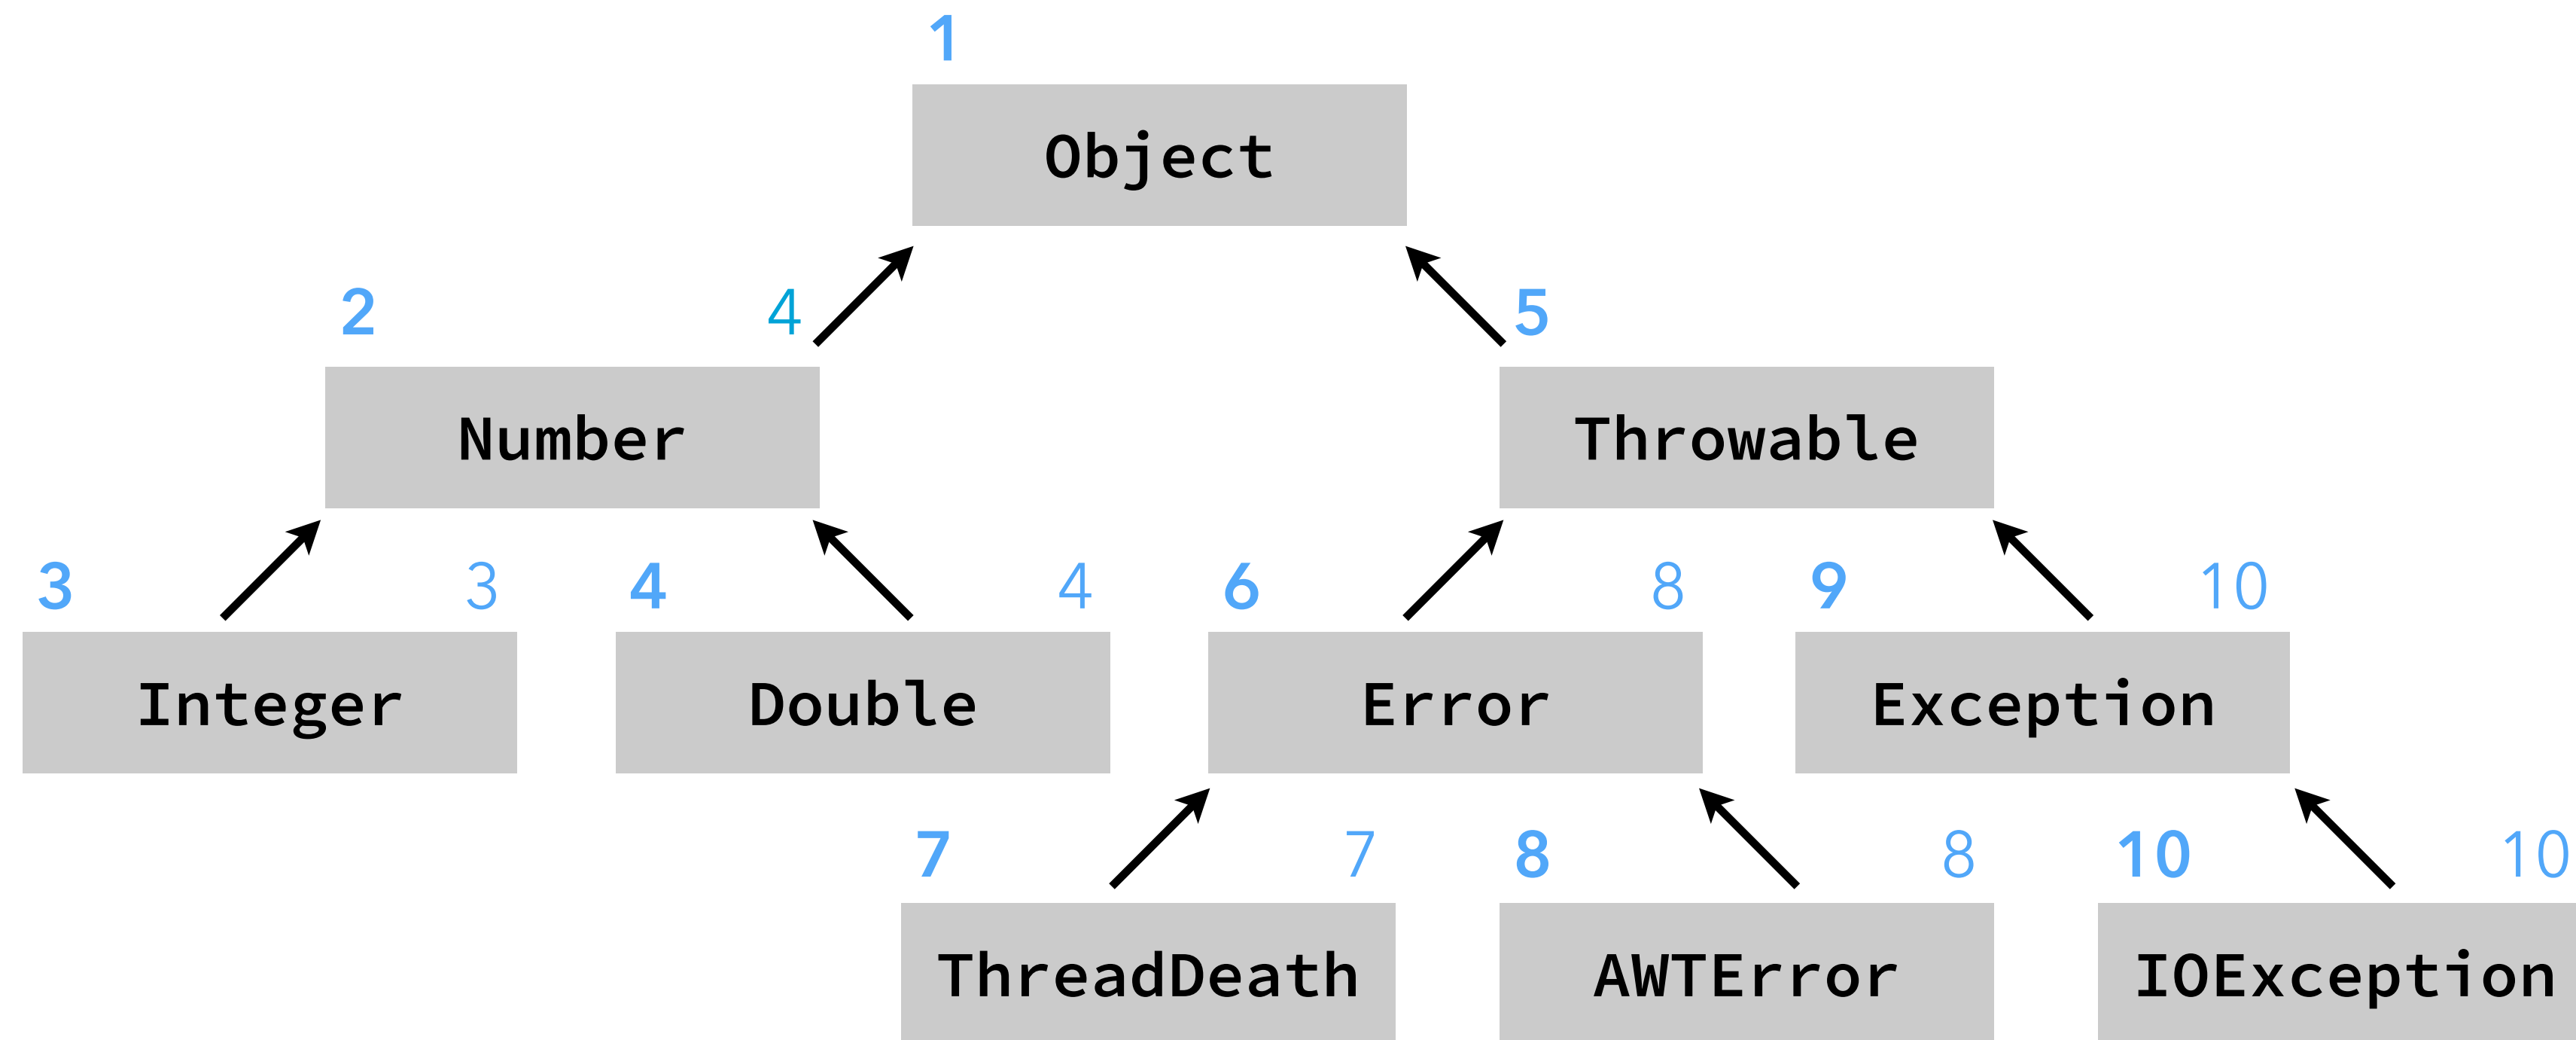 1
Object
2 4 5
Number Throwable
3 3 4 4 6 8 9 10
Integer Double Error Exception
7 7 8 8 10 10
ThreadDeath AWTError IOException